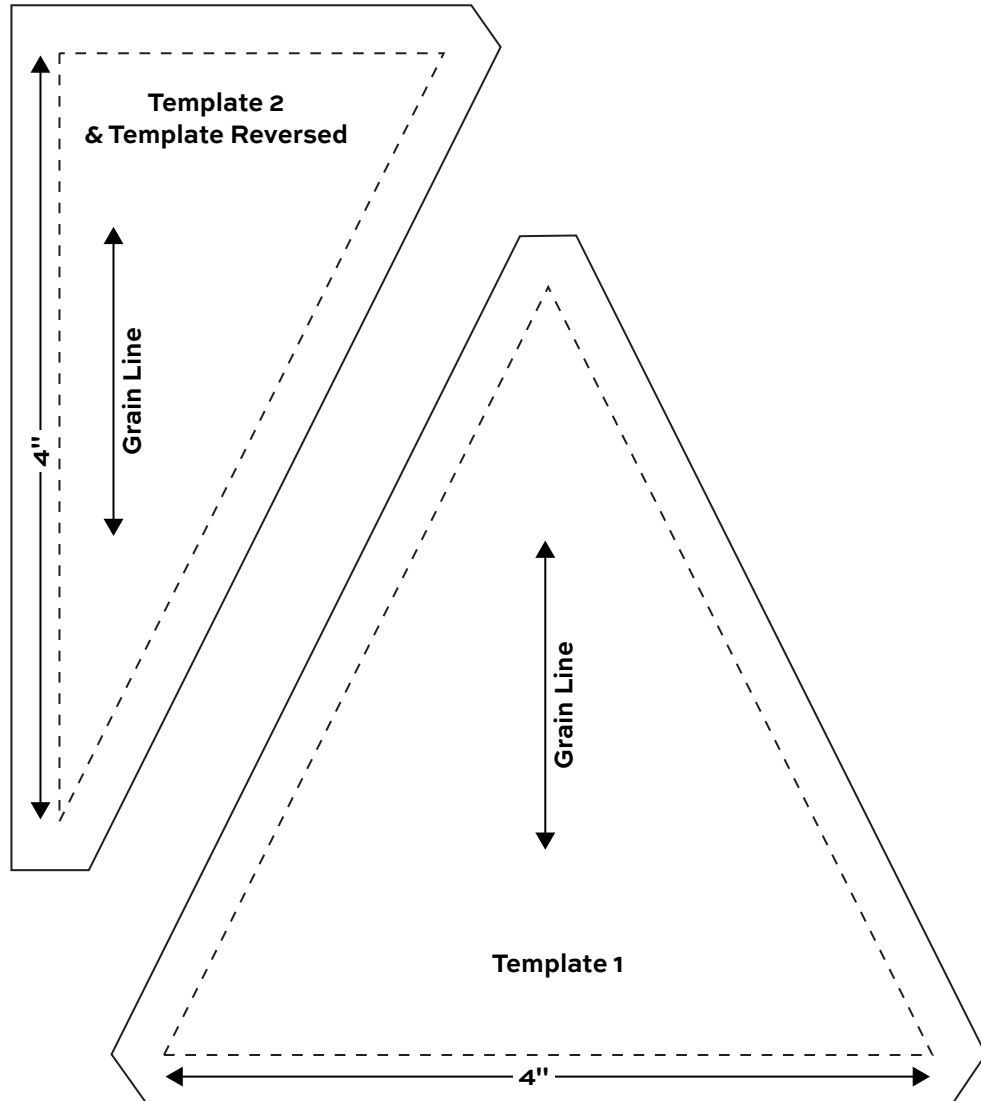 Template 2
& Template Reversed
Grain Line
4"
Grain Line
Template 1
4"